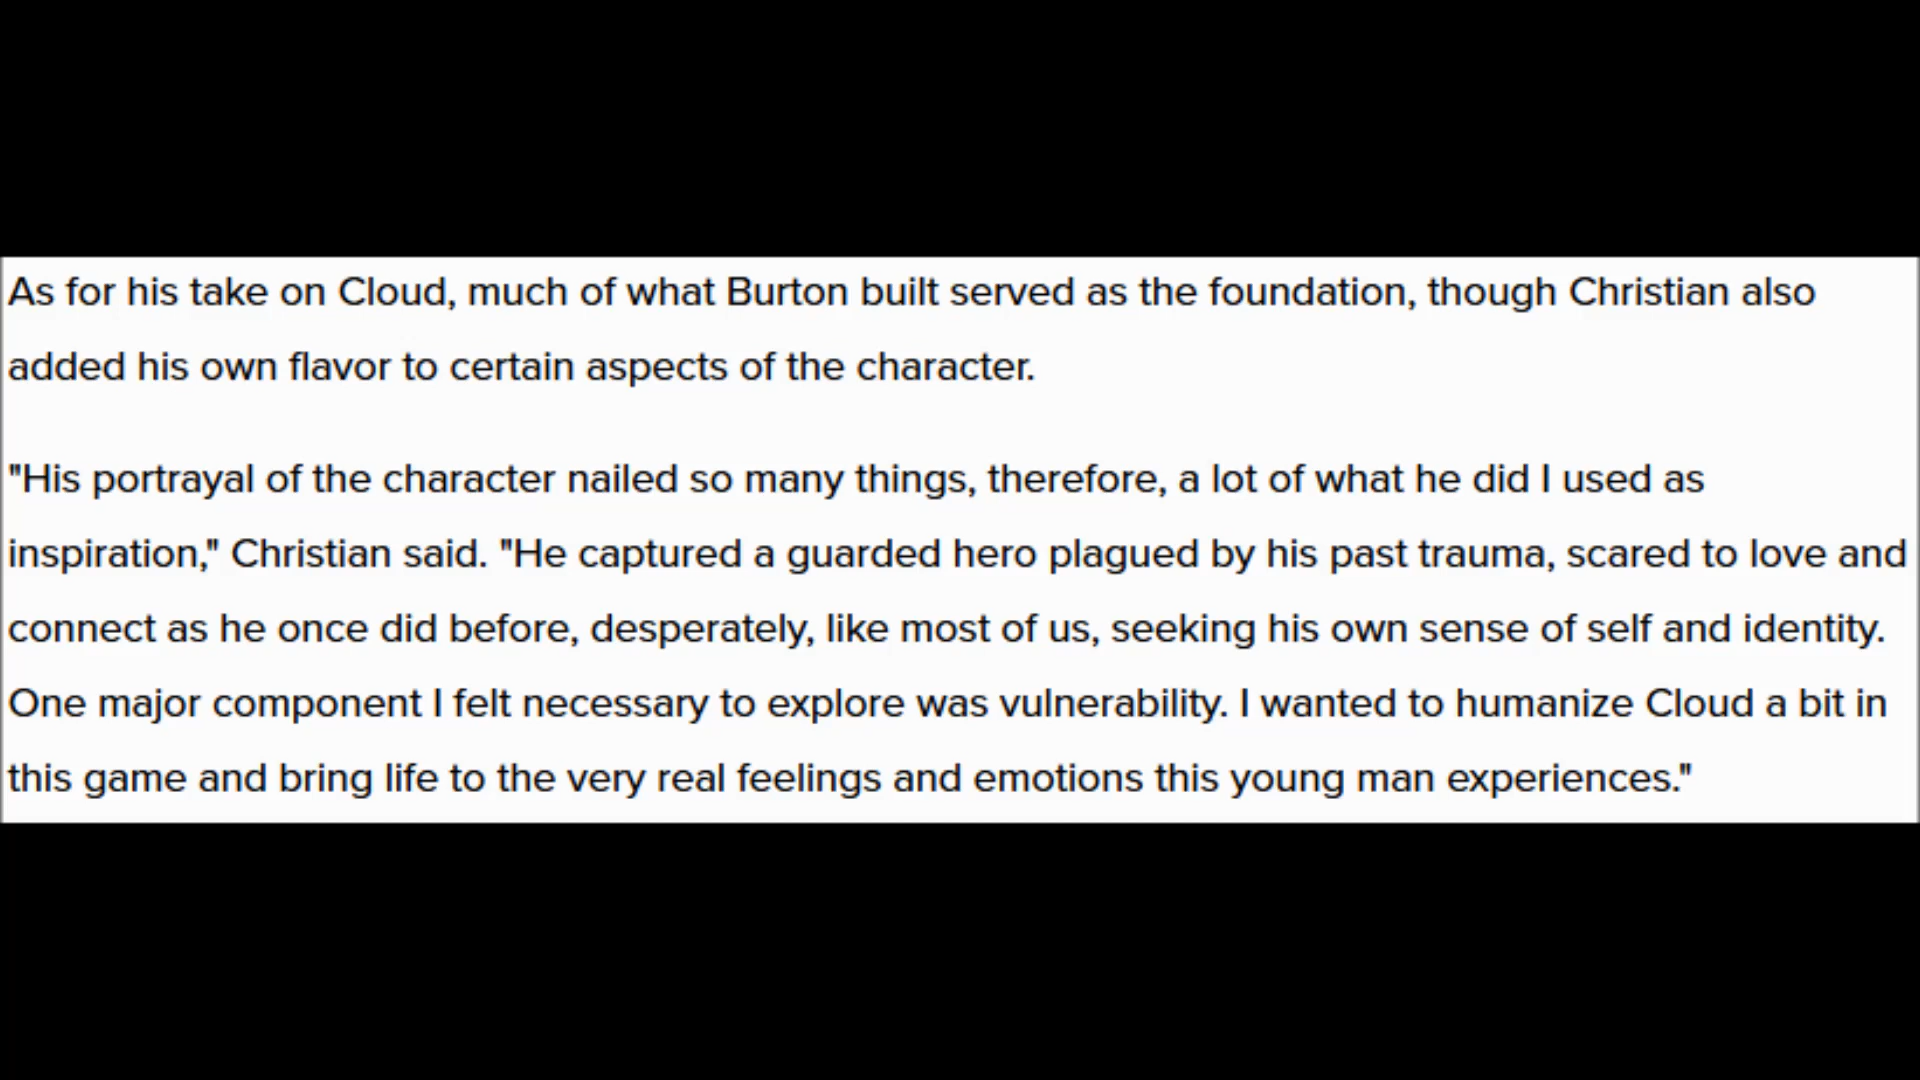 As for his take on Cloud, much of what Burton built served as the foundation, though Christian also
added his own flavor to certain aspects of the character.
"His portrayal of the character nailed so many things, therefore, a lot of what he did I used as
inspiration," Christian said. "He captured a guarded hero plagued by his past trauma, scared to love and
connect as he once did before, desperately, like most of us, seeking his own sense of self and identity.
One major component I felt necessary to explore was vulnerability. I wanted to humanize Cloud a bit in
this game and bring life to the very real feelings and emotions this young man experiences."